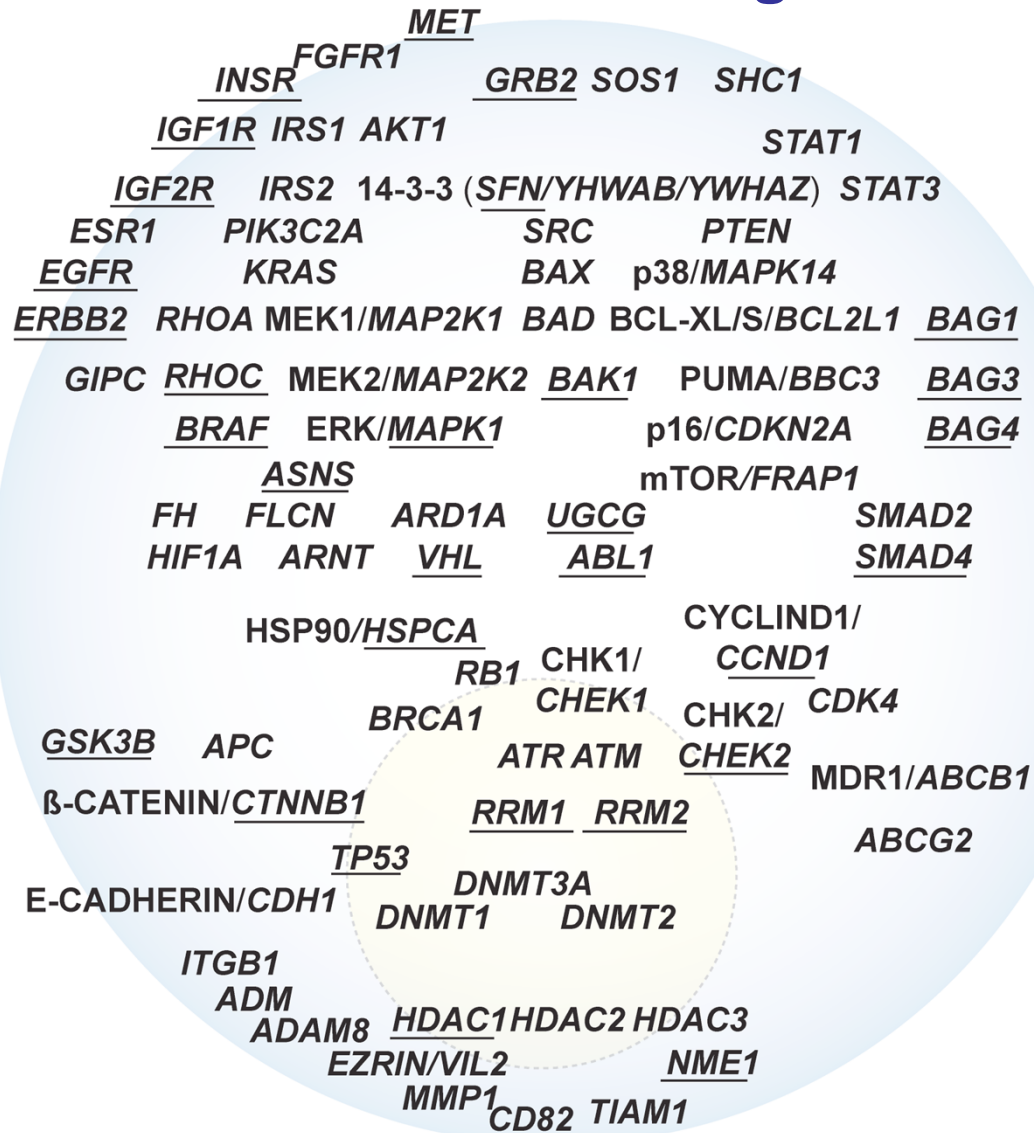 MET
FGFR1
INSR GRB2 SOS1 SHC1
IGF1R IRS1 AKT1
STAT1
IGF2R IRS2 14-3-3 (SFN/YHWAB/YWHAZ) STAT3
ESR1 PIK3C2A SRC PTEN
EGFR KRAS BAX p38/MAPK14
ERBB2 RHOA MEK1/MAP2K1 BAD BCL-XL/S/BCL2L1 BAG1
GIPC RHOC MEK2/MAP2K2 BAK1 PUMA/BBC3 BAG3
BRAF ERK/MAPK1 p16/CDKN2A BAG4
ASNS mTOR/FRAP1
FH FLCN ARD1A UGCG SMAD2
HIF1A ARNT VHL ABL1 SMAD4
HSP90/HSPCA CYCLIND1/
RB1 CHK1/ CCND1
BRCA1 CHEK1 CHK2/ CDK4
GSK3B APC ATR ATM CHEK2
MDR1/ABCB1
ß-CATENIN/CTNNB1 RRM1 RRM2
ABCG2
TP53
E-CADHERIN/CDH1 DNMT3A
DNMT1 DNMT2
ITGB1
ADM
ADAM8 HDAC1 HDAC2 HDAC3
EZRIN/VIL2 NME1
MMP1
CD82 TIAM1